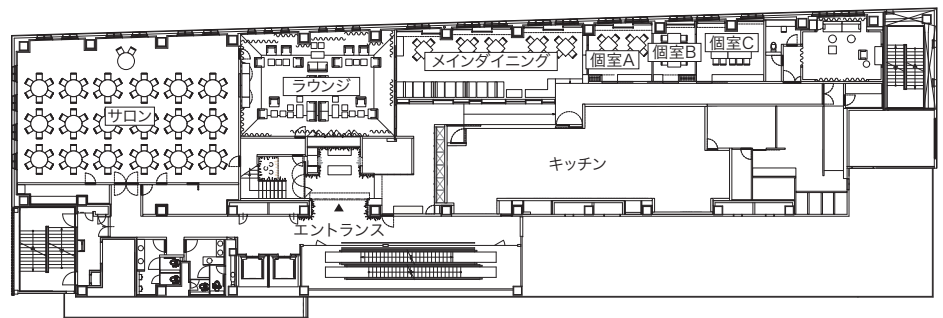 サロン
ラウンジ
メインダイニング
個室A
個室B
個室C
キッチン
エントランス